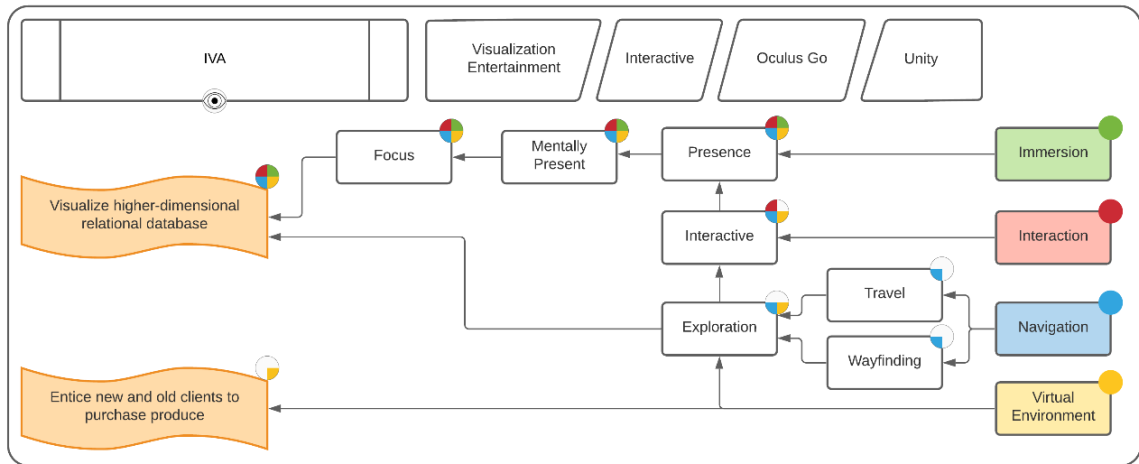 IVA
Visualization
Entertainment
Interactive
Oculus Go
Unity
Focus
Mentally
Present
Presence
Immersion
Visualize higher-dimensional
relational database
Interactive
Interaction
Travel
Exploration
Navigation
Wayfinding
Entice new and old clients to
purchase produce
Virtual
Environment